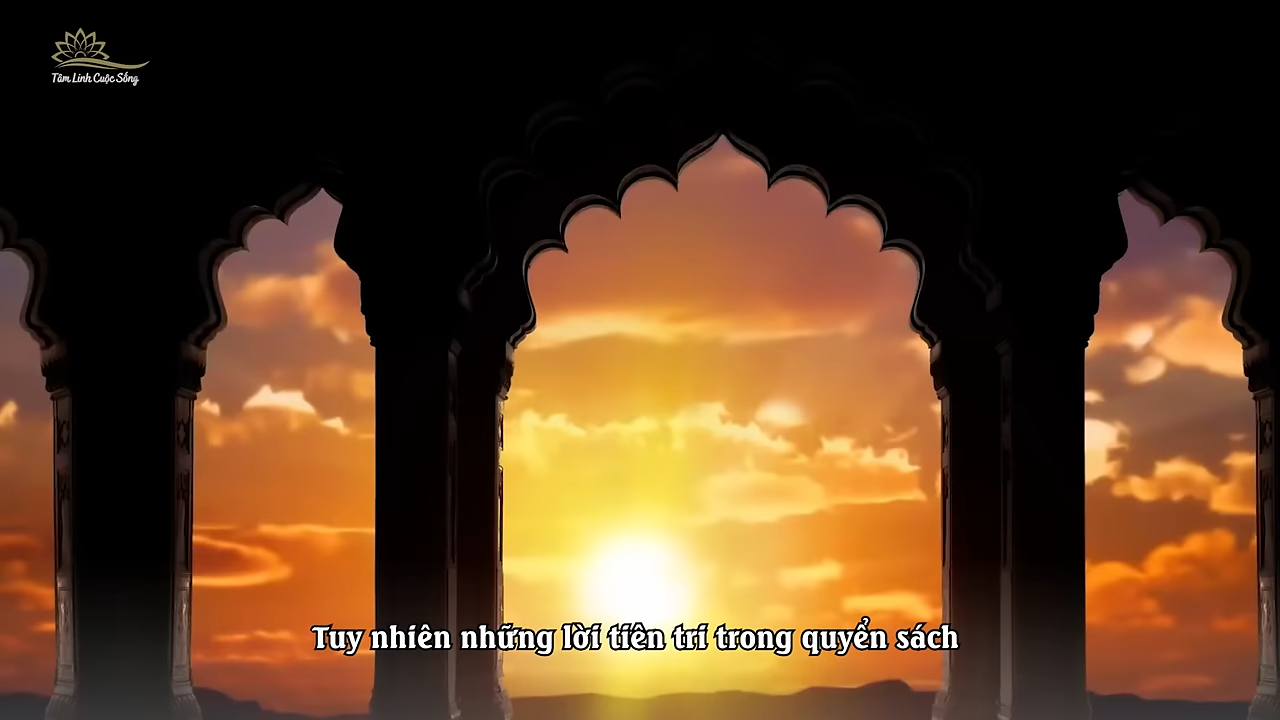 Tâm Linh Cuộc Sống
Tuy nhiên những lời tiên tri trong quyển sách